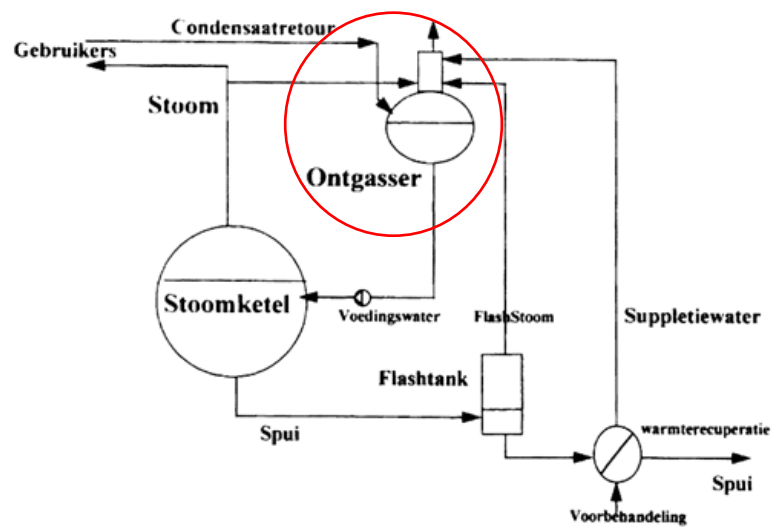 Condensaatretour
Gebruikers
Stoom
Ontgasser
Stoomketel
Voedingswater
FlashStoom
Suppletiewater
Flashtank
Spui
warmterecuperatie
Spui
Voorbehandeling